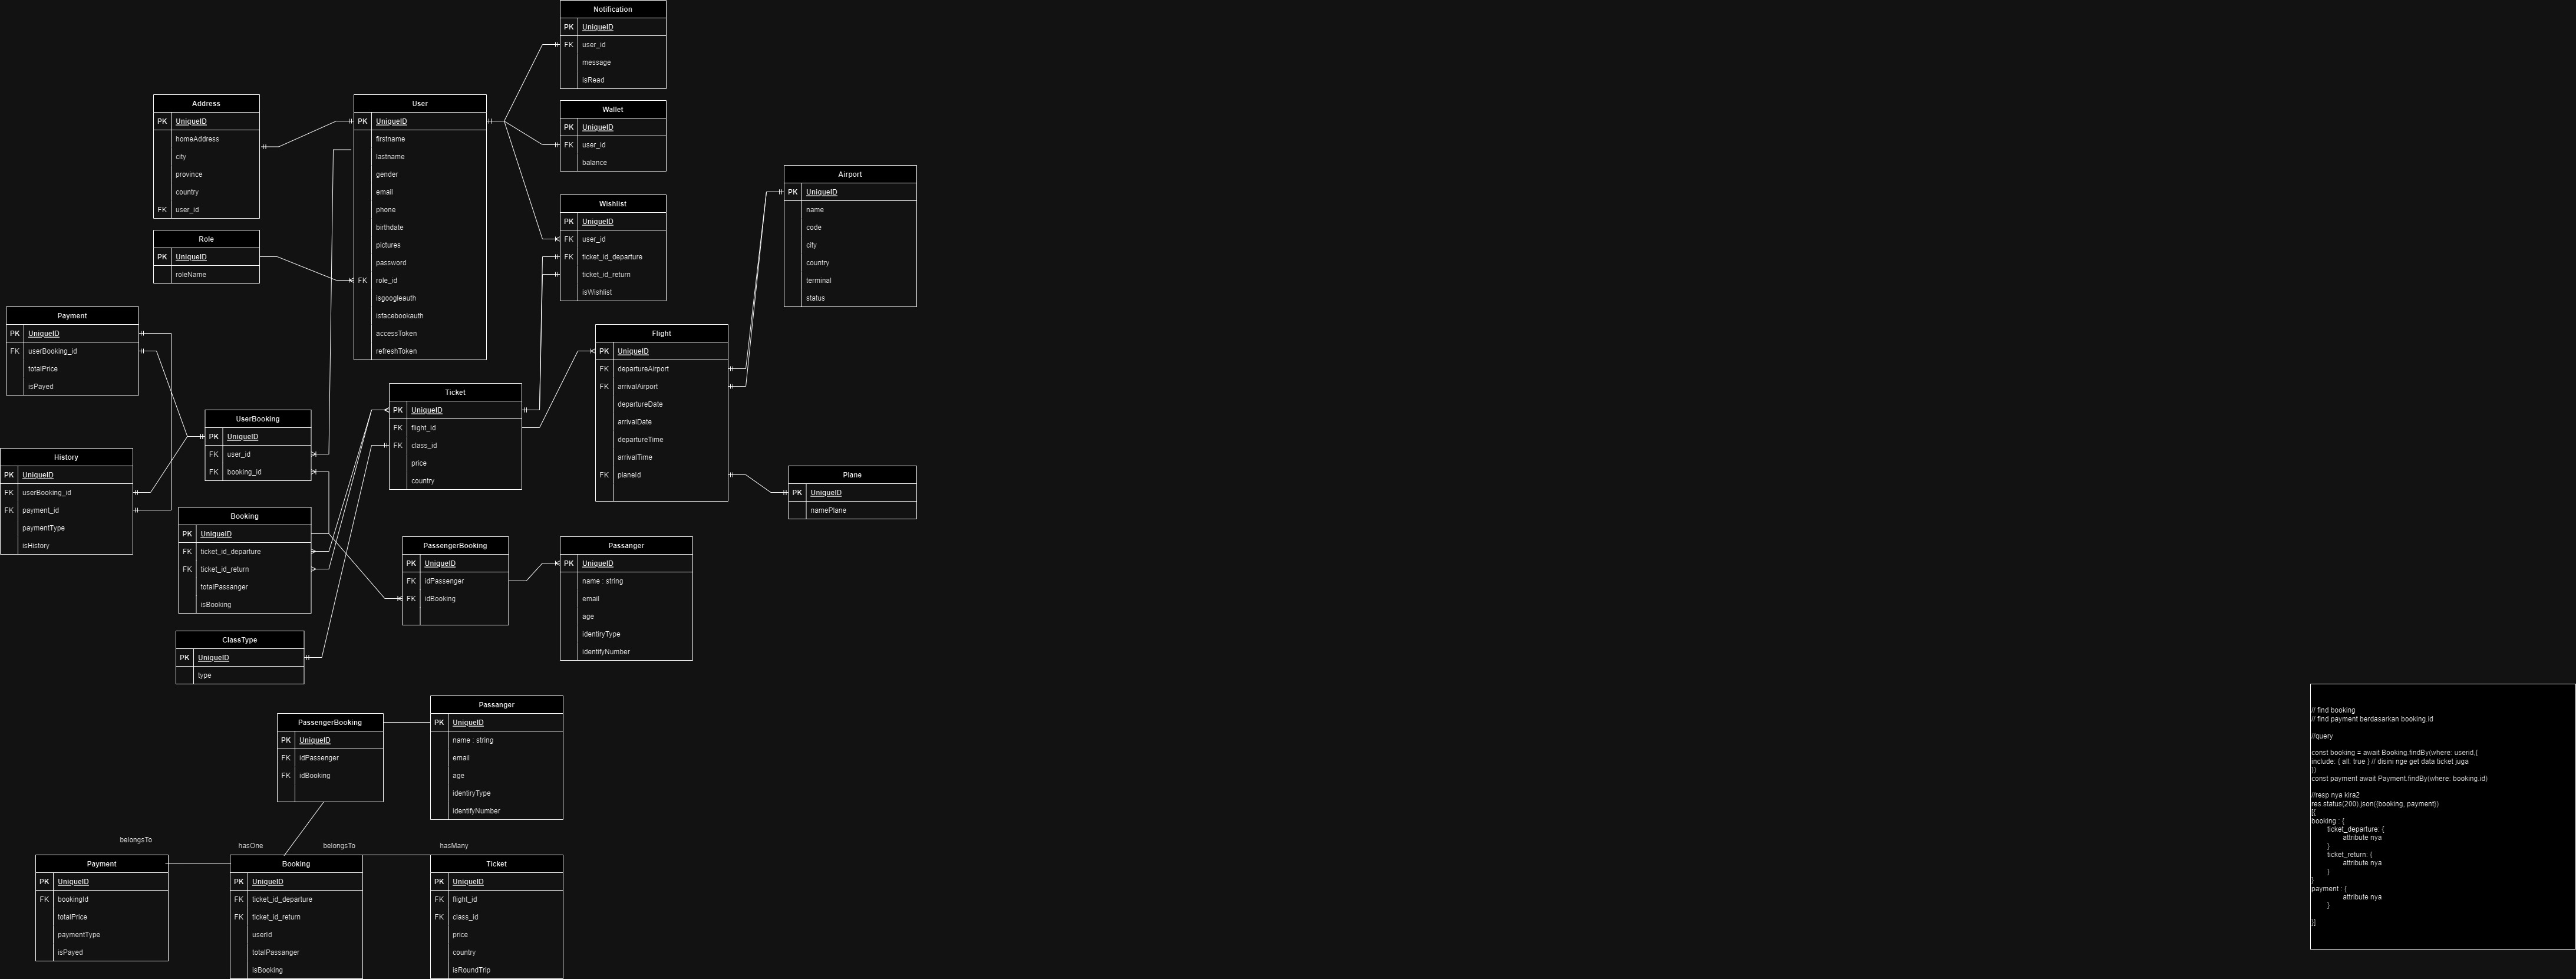 Notification
PK UniqueID
FK user_id
message
isRead
Address
PK UniqueID
homeAddress
city
province
country
FK user_id
User
PK UniqueID
firstname
lastname
gender
email
phone
birthdate
pictures
password
FK role_id
isgoogleauth
isfacebookauth
accessToken
refreshToken
Wallet
PK UniqueID
FK user_id
balance
Wishlist
PK UniqueID
FK user_id
FK ticket_id_departure
ticket_id_return
isWishlist
Airport
PK UniqueID
name
code
city
country
terminal
status
Role
PK UniqueID
roleName
Payment
PK UniqueID
FK userBooking_id
totalPrice
isPayed
Flight
PK UniqueID
FK departureAirport
FK arrivalAirport
departureDate
arrivalDate
departureTime
arrivalTime
FK planeId
UserBooking
PK UniqueID
FK user_id
FK booking_id
Ticket
PK UniqueID
FK flight_id
FK class_id
price
country
History
PK UniqueID
FK userBooking_id
FK payment_id
paymentType
isHistory
Plane
PK UniqueID
namePlane
Booking
PK UniqueID
FK ticket_id_departure
FK ticket_id_return
totalPassanger
isBooking
PassengerBooking
PK UniqueID
FK idPassenger
FK idBooking
Passanger
PK UniqueID
name : string
email
age
identiryType
identifyNumber
ClassType
PK UniqueID
type
PassengerBooking
PK UniqueID
FK idPassenger
FK idBooking
Passanger
PK UniqueID
name : string
email
age
identiryType
identifyNumber
belongsTo
hasOne
belongsTo
hasMany
Payment
PK UniqueID
FK bookingId
totalPrice
paymentType
isPayed
Booking
PK UniqueID
FK ticket_id_departure
FK ticket_id_return
userId
totalPassanger
isBooking
Ticket
PK UniqueID
FK flight_id
FK class_id
price
country
isRoundTrip
// find booking
// find payment berdasarkan booking.id
//query
const booking = await Booking.findBy(where: userid,{
include: { all: true } // disini nge get data ticket juga
})
const payment await Payment.findBy(where: booking.id)
//resp nya kira2
res.status(200).json({booking, payment})
[{
booking : {
ticket_departure: {
attribute nya
}
ticket_return: {
attribute nya
}
}
payment : {
attribute nya
}
}]